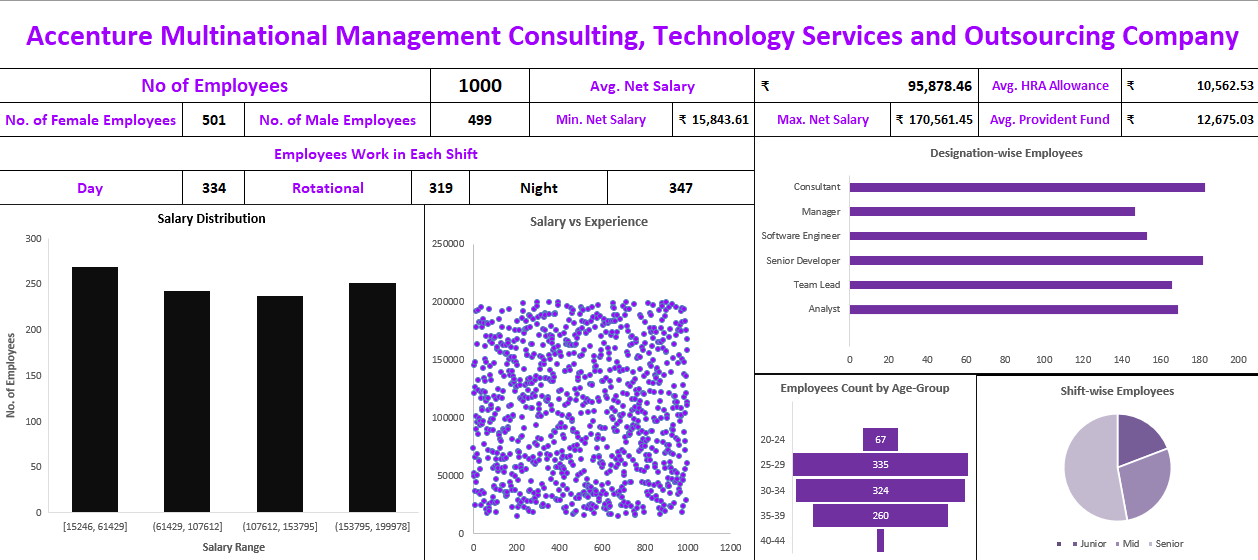 Accenture Multinational Management Consulting, Technology Services and Outsourcing Company
No of Employees 1000 Avg. Net Salary ₹ 95,878.46 Avg. HRA Allowance ₹ 10,562.53
No. of Female Employees 501 No. of Male Employees 499 Min. Net Salary ₹ 15,843.61 Max. Net Salary ₹ 170,561.45 Avg. Provident Fund ₹ 12,675.03
Employees Work in Each Shift
Day 334 Rotational 319 Night 347
Salary Distribution
No. of Employees
300
250
200
150
100
50
0
[15246, 61429] (61429, 107612] (107612, 153795] (153795, 199978]
Salary Range
Salary vs Experience
250000
200000
150000
100000
50000
0
0 200 400 600 800 1000 1200
Designation-wise Employees
Consultant
Manager
Software Engineer
Senior Developer
Team Lead
Analyst
0 20 40 60 80 100 120 140 160 180 200
Employees Count by Age-Group
20-24 67
25-29 335
30-34 324
35-39 260
40-44
Shift-wise Employees
Junior Mid Senior